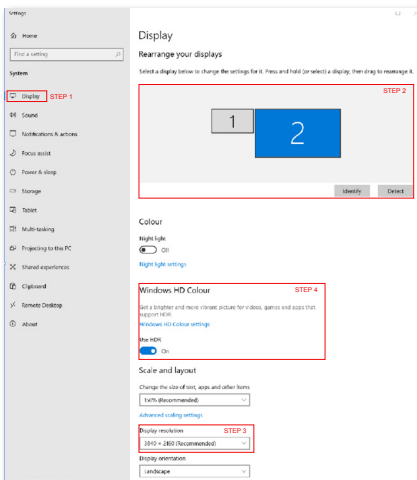 Settings
Home
Find a setting
System
Display STEP 1
Sound
Notifications & actions
Focus assist
Power & sleep
Storage
Tablet
Multi-tasking
Projecting to this PC
Shared experiences
Clipboard
Remote Desktop
About
Display
Rearrange your displays
Select a display below to change the settings for it. Press and hold (or select) a display, then drag to rearrange it.
STEP 2
1 2
Identify Detect
Colour
Night light
Off
Night light settings
Windows HD Colour STEP 4
Get a brighter and more vibrant picture for videos, games and apps that
support HDR.
Windows HD Colour settings
Use HDR
On
Scale and layout
Change the size of text, apps and other items
150% (Recommended)
Advanced scaling settings
Display resolution STEP 3
3840 × 2160 (Recommended)
Display orientation
Landscape